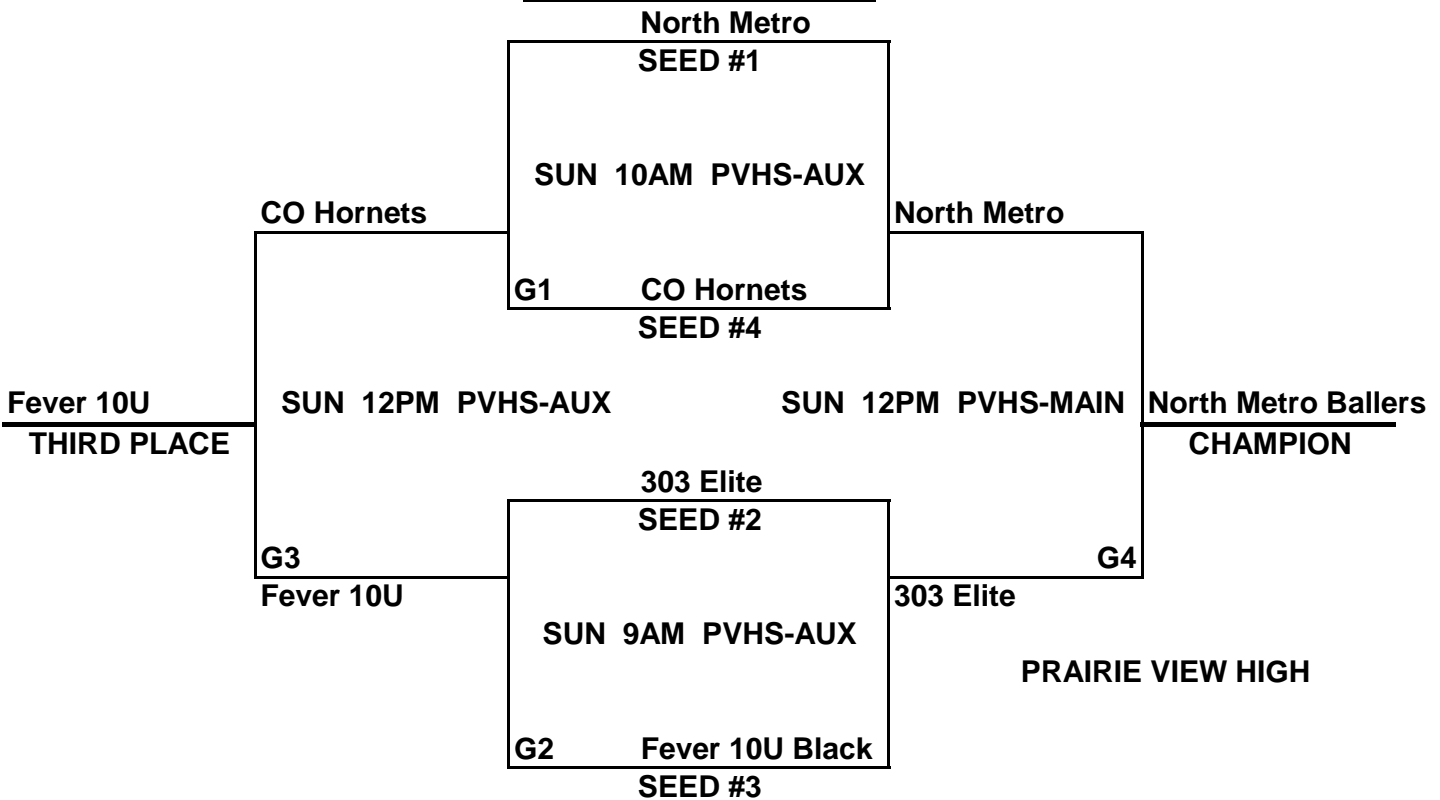 North Metro
SEED #1
SUN 10AM PVHS-AUX
CO Hornets
North Metro
G1 CO Hornets
SEED #4
Fever 10U
SUN 12PM PVHS-AUX
SUN 12PM PVHS-MAIN
North Metro Ballers
THIRD PLACE
CHAMPION
303 Elite
SEED #2
G3
G4
Fever 10U
303 Elite
SUN 9AM PVHS-AUX
PRAIRIE VIEW HIGH
G2 Fever 10U Black
SEED #3